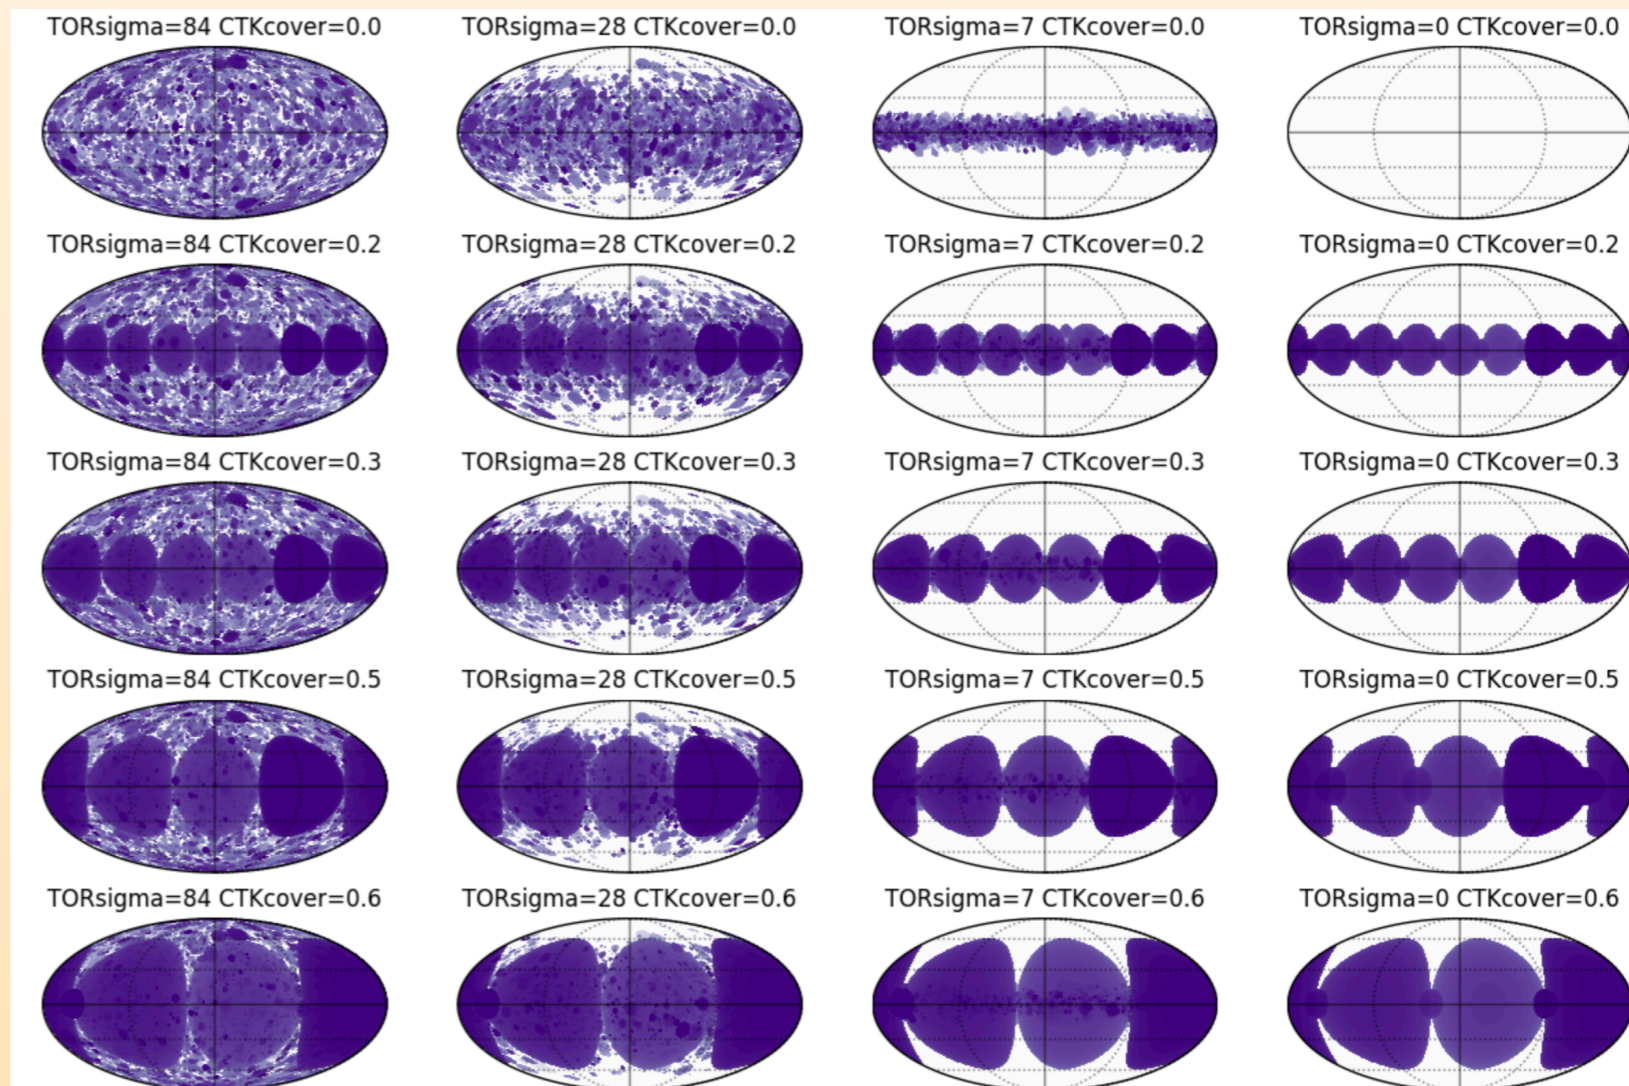 TORsigma=84 CTKcover=0.0 TORsigma=28 CTKcover=0.0 TORsigma=7 CTKcover=0.0 TORsigma=0 CTKcover=0.0
TORsigma=84 CTKcover=0.2 TORsigma=28 CTKcover=0.2 TORsigma=7 CTKcover=0.2 TORsigma=0 CTKcover=0.2
TORsigma=84 CTKcover=0.3 TORsigma=28 CTKcover=0.3 TORsigma=7 CTKcover=0.3 TORsigma=0 CTKcover=0.3
TORsigma=84 CTKcover=0.5 TORsigma=28 CTKcover=0.5 TORsigma=7 CTKcover=0.5 TORsigma=0 CTKcover=0.5
TORsigma=84 CTKcover=0.6 TORsigma=28 CTKcover=0.6 TORsigma=7 CTKcover=0.6 TORsigma=0 CTKcover=0.6